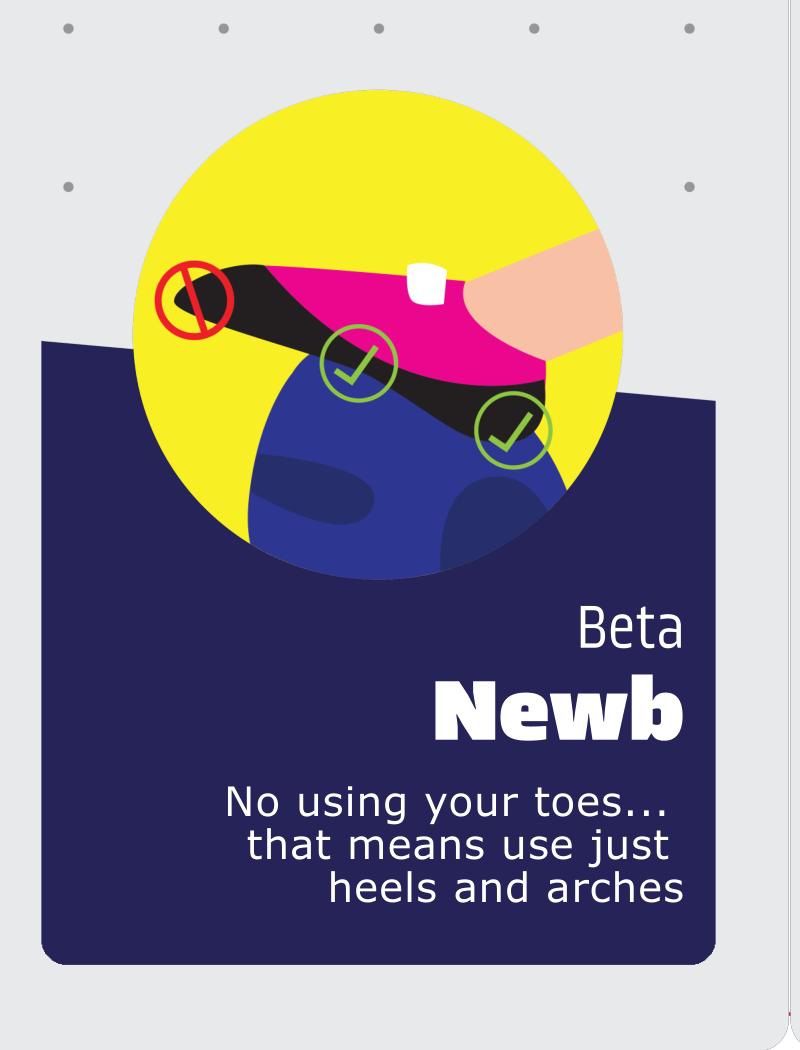 Beta
Newb
No using your toes...
that means use just
heels and arches